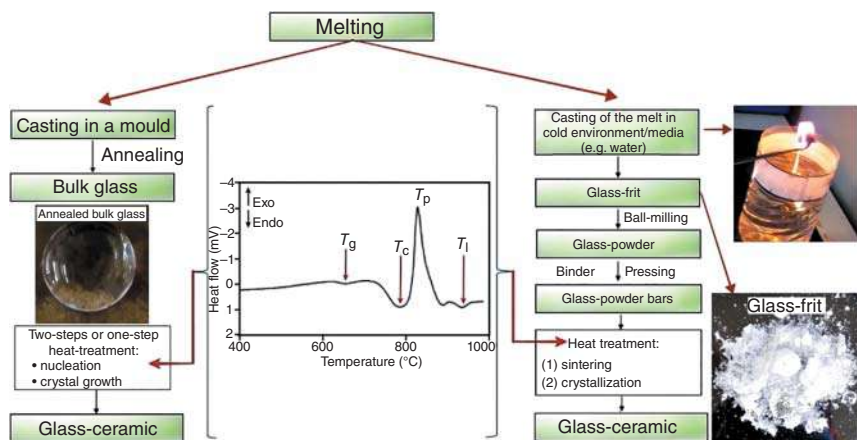 Melting
Casting in a mould
Annealing
Bulk glass
Annealed bulk glass
Two-steps or one-step
heat-treatment:
• nucleation
• crystal growth
Glass-ceramic
–4
–3
–2
–1
0
1
2
Heat flow (mV)
Exo
Endo
Tg
Tc
Tp
Tl
400
600
800
1000
Temperature (°C)
Casting of the melt in
cold environment/media
(e.g. water)
Glass-frit
Ball-milling
Glass-powder
Binder Pressing
Glass-powder bars
Heat treatment:
(1) sintering
(2) crystallization
Glass-ceramic
Glass-frit